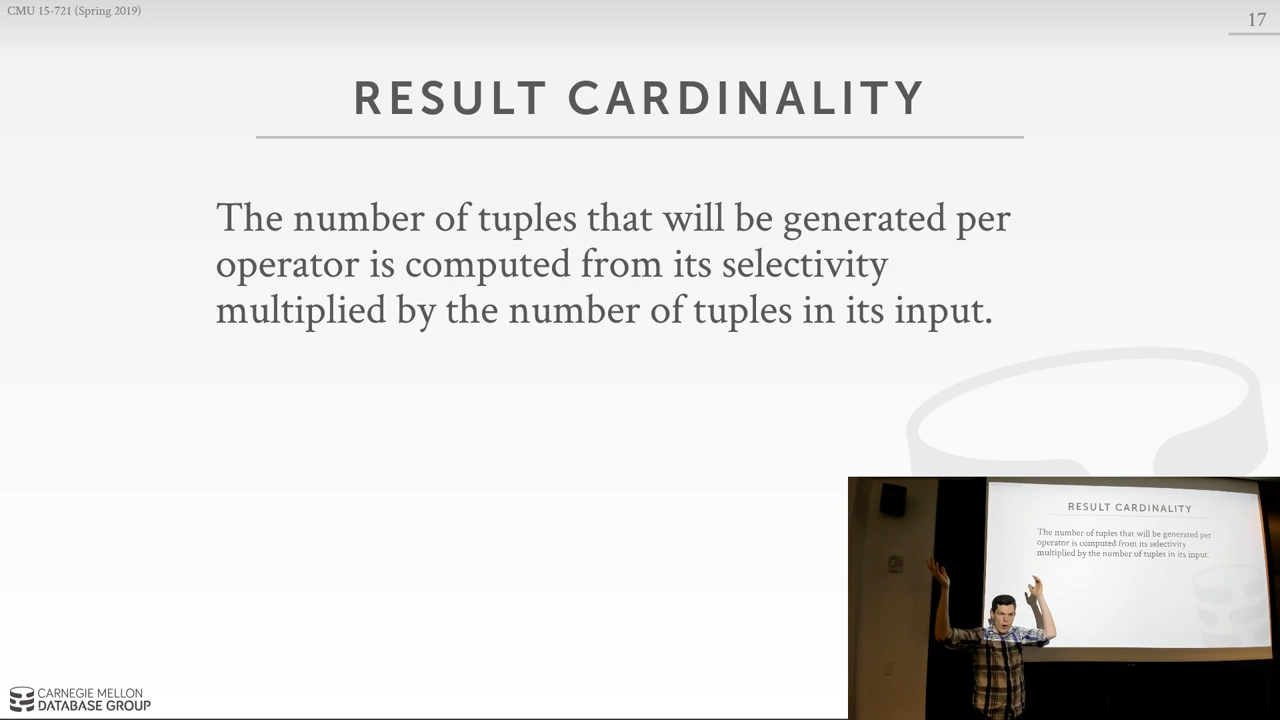 CMU 15-721 (Spring 2019)
17
RESULT CARDINALITY
The number of tuples that will be generated per
operator is computed from its selectivity
multiplied by the number of tuples in its input.
RESULT CARDINALITY
The number of tuples that will be generated per
operator is computed from its selectivity
multiplied by the number of tuples in its input.
CARNEGIE MELLON
DATABASE GROUP